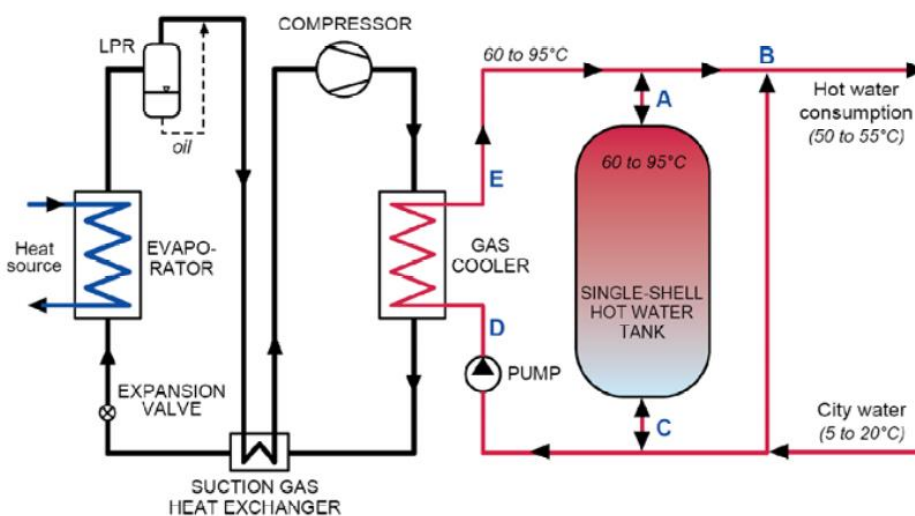 COMPRESSOR
LPR
oil
60 to 95°C
B
A
Hot water
consumption
(50 to 55°C)
60 to 95°C
E
Heat
source
EVAPO-
RATOR
GAS
COOLER
SINGLE-SHELL
HOT WATER
TANK
D
PUMP
EXPANSION
VALVE
C
City water
(5 to 20°C)
SUCTION GAS
HEAT EXCHANGER